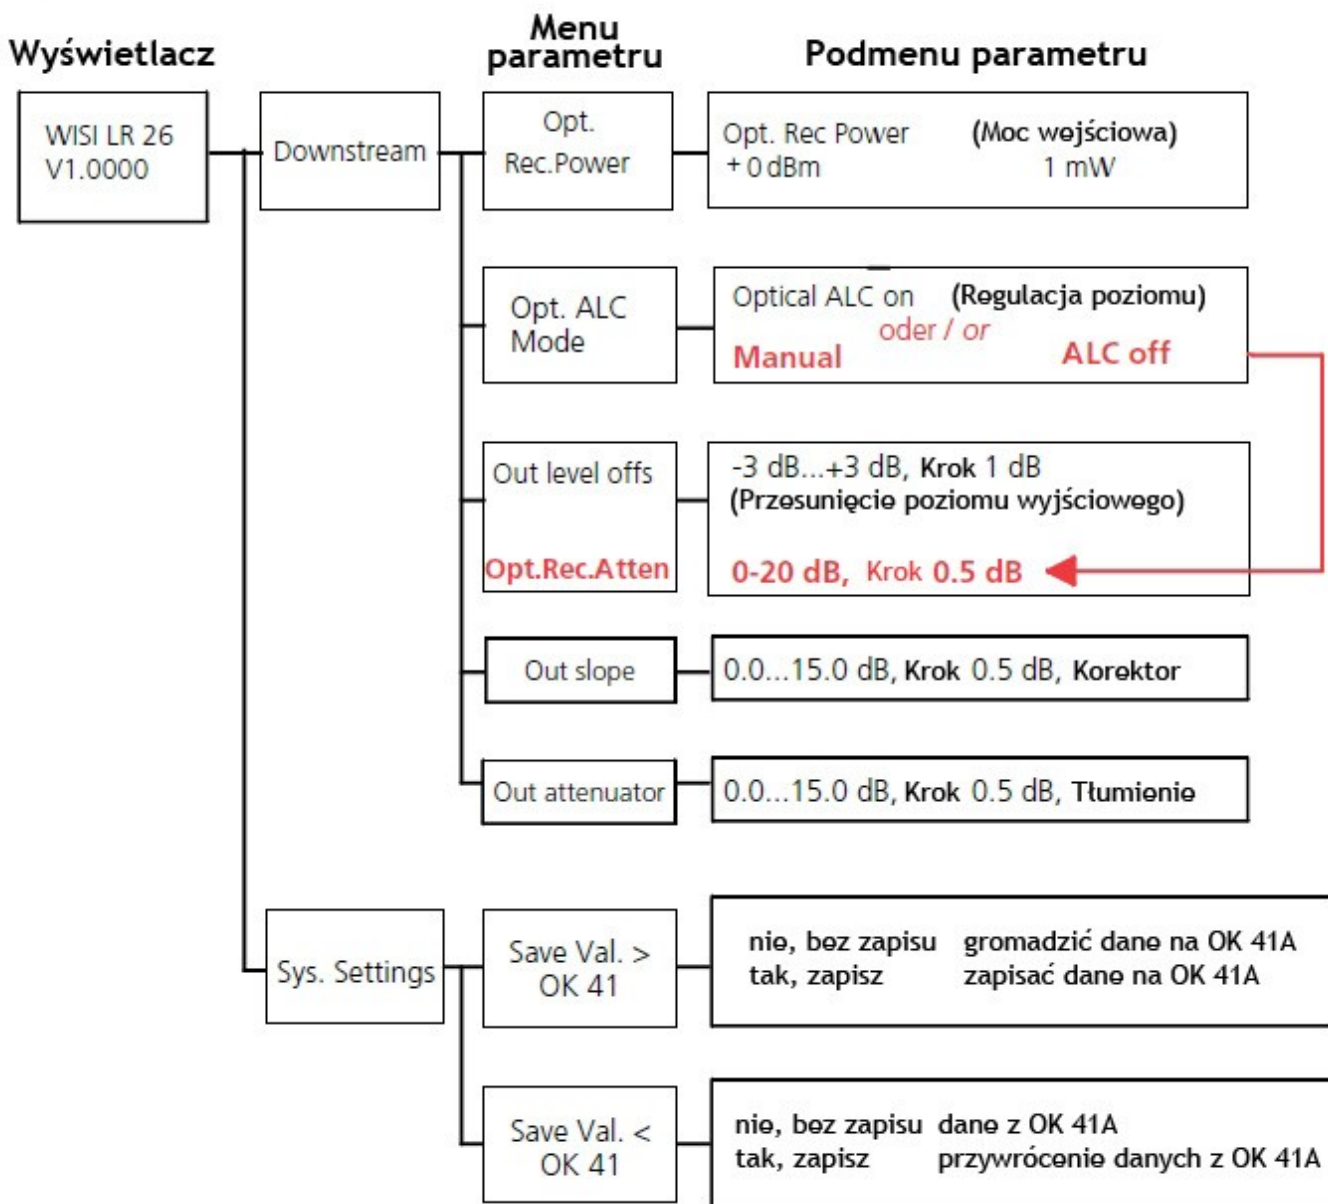 Wyświetlacz
Menu
parametru
Podmenu parametru
WISI LR 26
V1.0000
Downstream
Opt.
Rec.Power
Opt. Rec Power (Moc wejściowa)
+ 0 dBm 1 mW
Opt. ALC
Mode
Optical ALC on (Regulacja poziomu)
oder / or
Manual ALC off
Out level offs
Opt.Rec.Atten
-3 dB...+3 dB, Krok 1 dB
(Przesunięcie poziomu wyjściowego)
0-20 dB, Krok 0.5 dB
Out slope
0.0...15.0 dB, Krok 0.5 dB, Korektor
Out attenuator
0.0...15.0 dB, Krok 0.5 dB, Tłumienie
Sys. Settings
Save Val. >
OK 41
nie, bez zapisu gromadzić dane na OK 41A
tak, zapisz zapisać dane na OK 41A
Save Val. <
OK 41
nie, bez zapisu dane z OK 41A
tak, zapisz przywrócenie danych z OK 41A